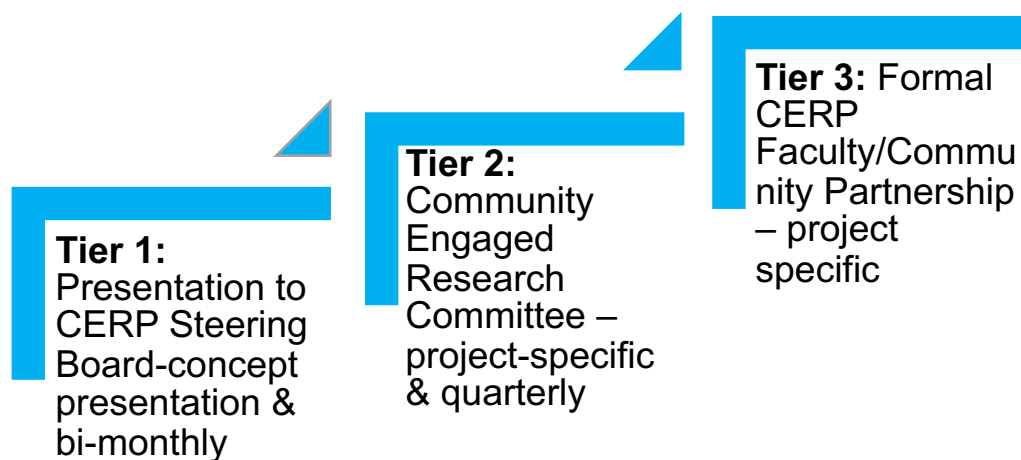 Tier 1:
Presentation to
CERP Steering
Board-concept
presentation &
bi-monthly
Tier 2:
Community
Engaged
Research
Committee –
project-specific
& quarterly
Tier 3: Formal
CERP
Faculty/Commu
nity Partnership
– project
specific